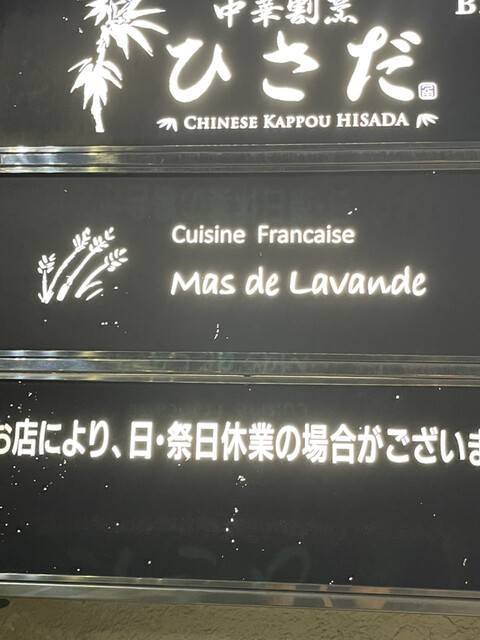 中華割烹
B
ひさだ
CHINESE KAPPOU HISADA
Cuisine Francaise
Mas de Lavande
お店により、日・祭日休業の場合がございま